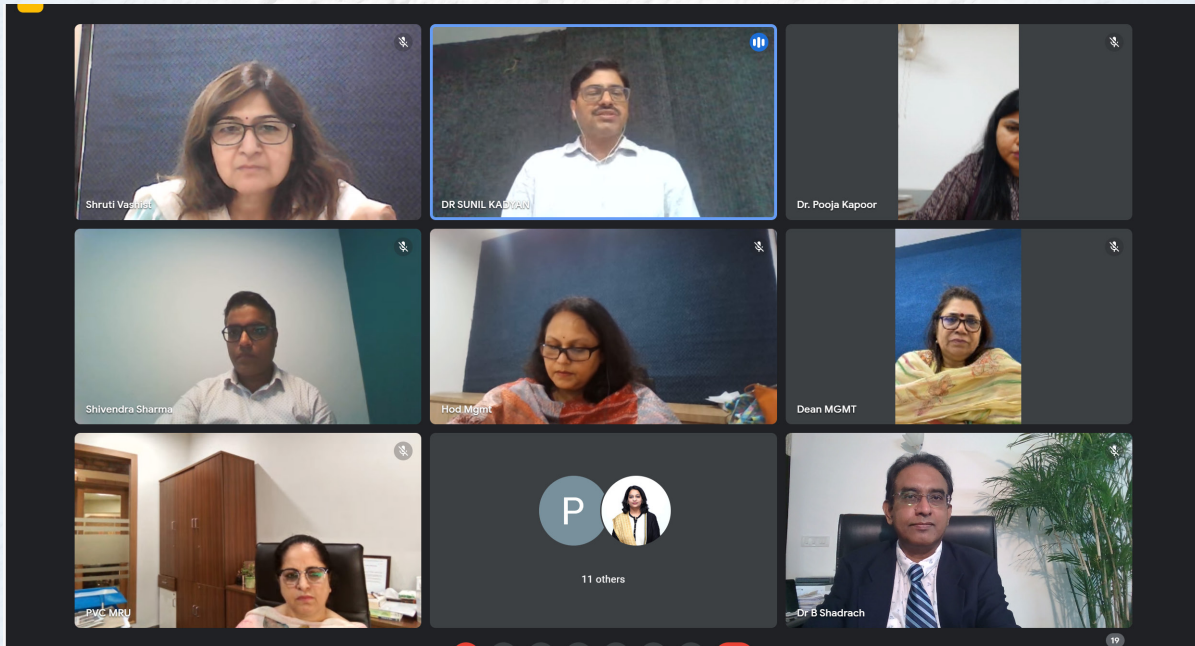 Shruti Vashist
DR SUNIL KADYAN
Dr. Pooja Kapoor
Shivendra Sharma
Hod Mgmt
Dean MGMT
PVC MRU
P
11 others
Dr B Shadrach
19